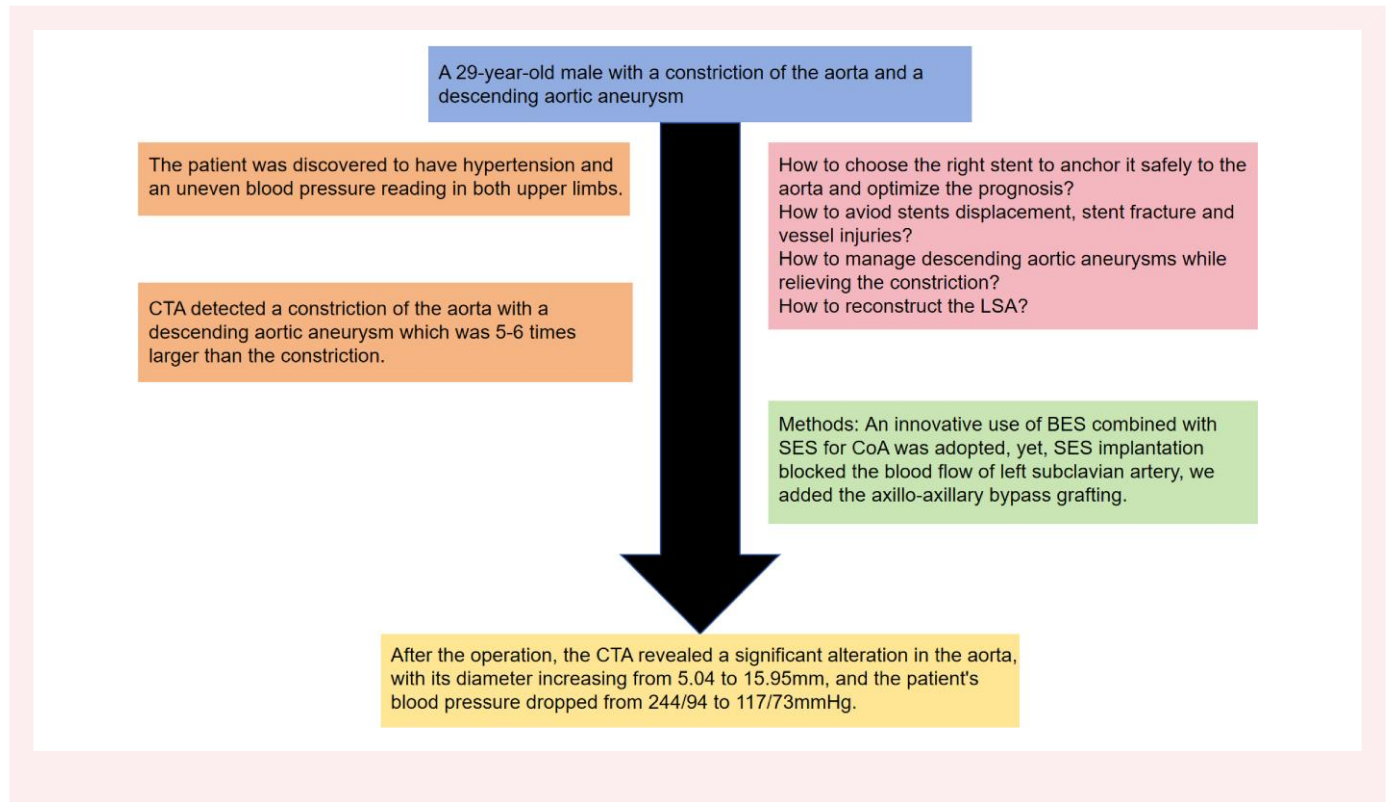 A 29-year-old male with a constriction of the aorta and a
descending aortic aneurysm
The patient was discovered to have hypertension and
an uneven blood pressure reading in both upper limbs.
CTA detected a constriction of the aorta with a
descending aortic aneurysm which was 5-6 times
larger than the constriction.
How to choose the right stent to anchor it safely to the
aorta and optimize the prognosis?
How to aviod stents displacement, stent fracture and
vessel injuries?
How to manage descending aortic aneurysms while
relieving the constriction?
How to reconstruct the LSA?
Methods: An innovative use of BES combined with
SES for CoA was adopted, yet, SES implantation
blocked the blood flow of left subclavian artery, we
added the axillo-axillary bypass grafting.
After the operation, the CTA revealed a significant alteration in the aorta,
with its diameter increasing from 5.04 to 15.95mm, and the patient's
blood pressure dropped from 244/94 to 117/73mmHg.